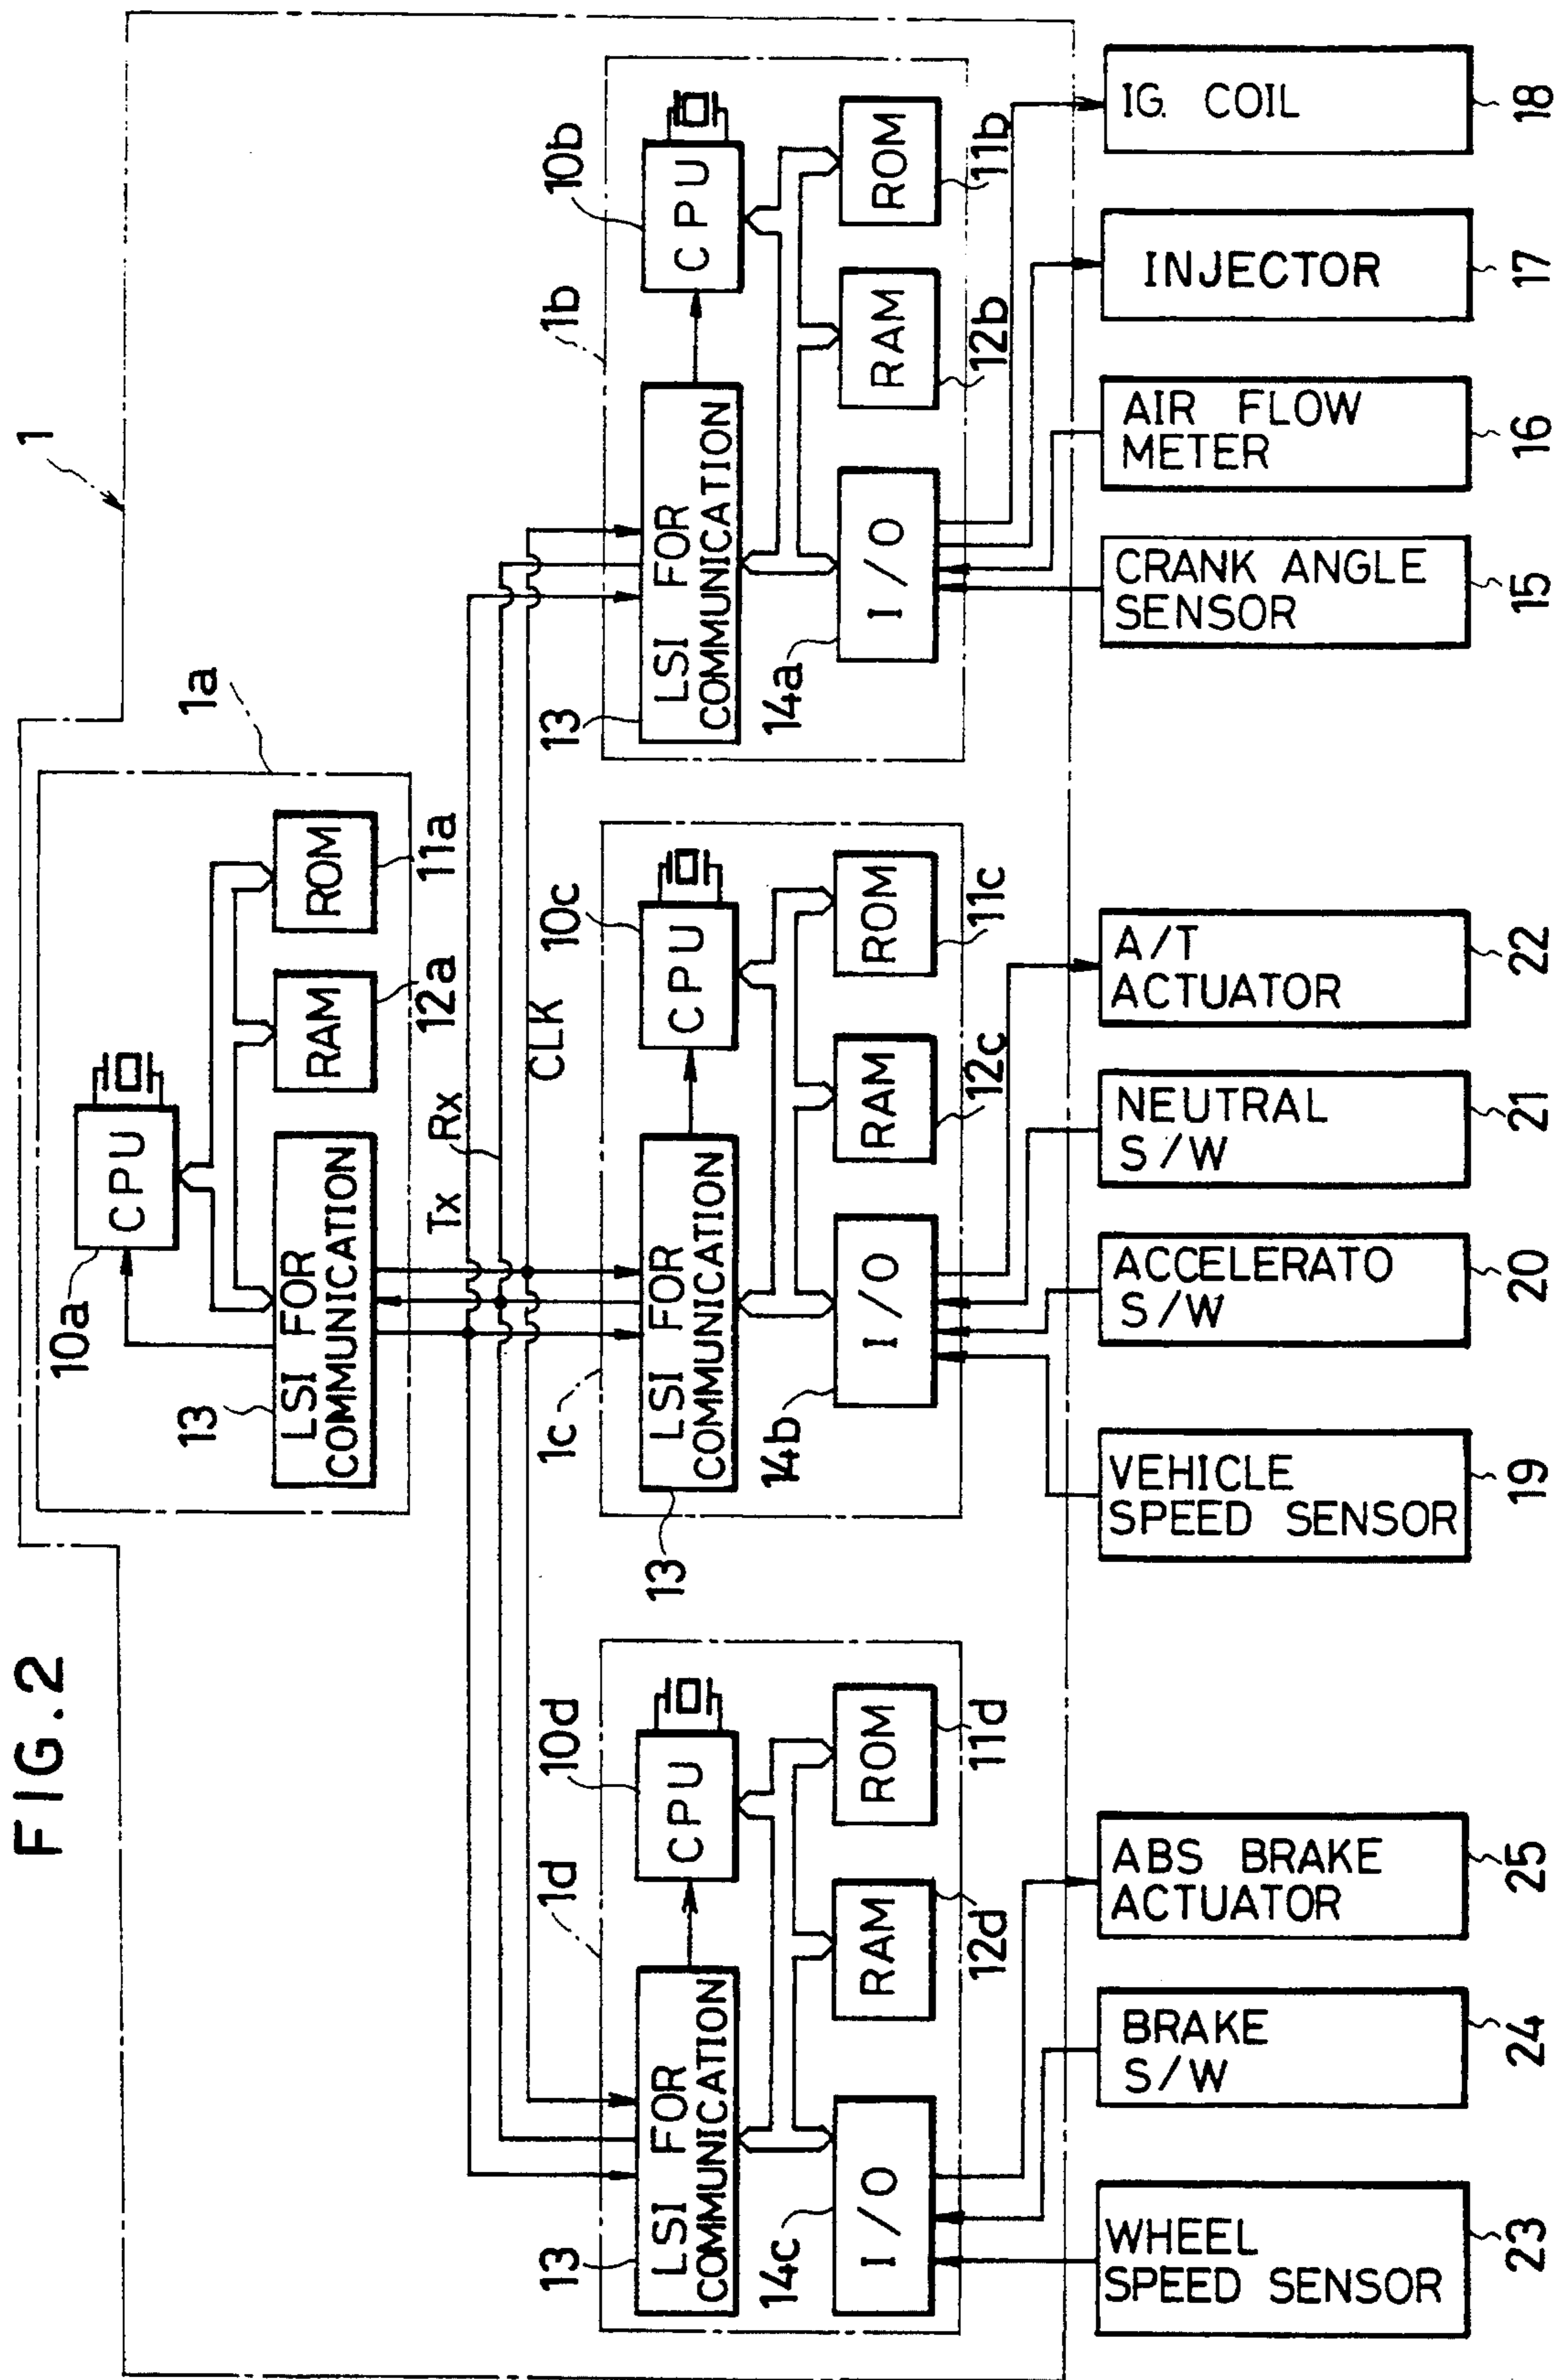 FIG.2
1
1a
10a
CPU
13
LSI FOR
COMMUNICATION
RAM
12a
ROM
11a
Tx
Rx
CLK
1d
10d
CPU
13
LSI FOR
COMMUNICATION
14c
I/O
RAM
12d
ROM
11d
1c
10c
CPU
13
LSI FOR
COMMUNICATION
14b
I/O
RAM
12c
ROM
11c
1b
10b
CPU
13
LSI FOR
COMMUNICATION
14a
I/O
RAM
12b
ROM
11b
WHEEL
SPEED SENSOR
23
BRAKE
S/W
24
ABS BRAKE
ACTUATOR
25
VEHICLE
SPEED SENSOR
19
ACCELERATO
S/W
20
NEUTRAL
S/W
21
A/T
ACTUATOR
22
CRANK ANGLE
SENSOR
15
AIR FLOW
METER
16
INJECTOR
17
IG. COIL
18